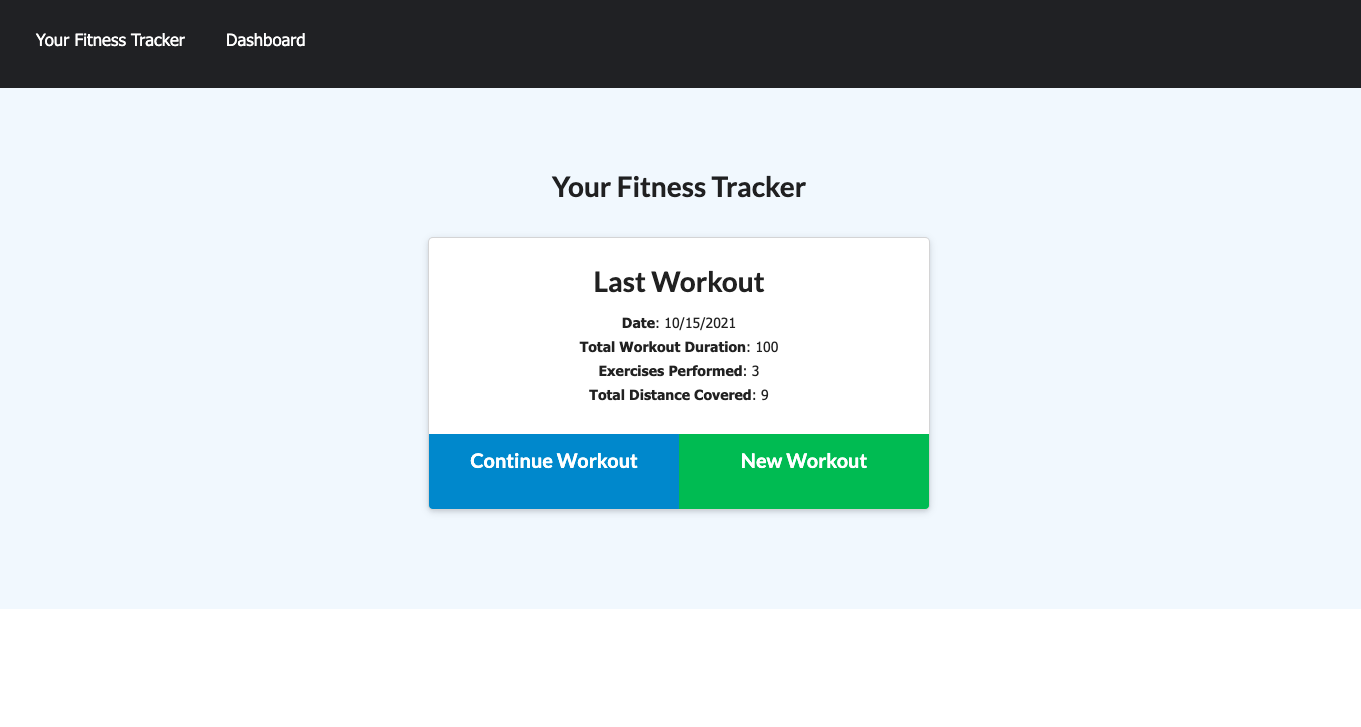 Your Fitness Tracker Dashboard
Your Fitness Tracker
Last Workout
Date: 10/15/2021
Total Workout Duration: 100
Exercises Performed: 3
Total Distance Covered: 9
Continue Workout New Workout